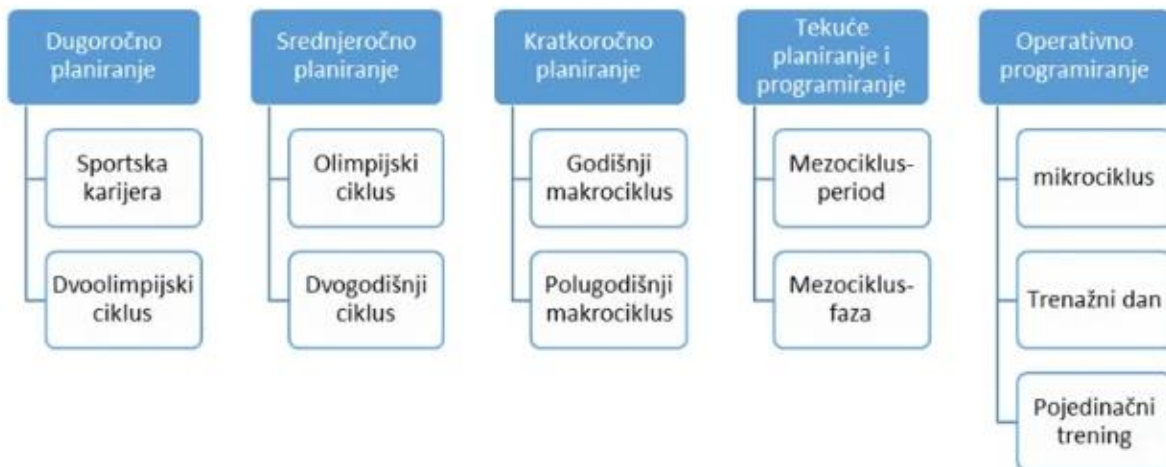 Dugoročno
planiranje
Sportska
karijera
Dvoolimpijski
ciklus
Srednjeročno
planiranje
Olimpijski
ciklus
Dvogodišnji
ciklus
Kratkoročno
planiranje
Godišnji
makrociklus
Polugodišnji
makrociklus
Tekuće
planiranje i
programiranje
Mezociklus-
period
Mezociklus-
faza
Operativno
programiranje
mikrociklus
Trenažni dan
Pojedinačni
trening